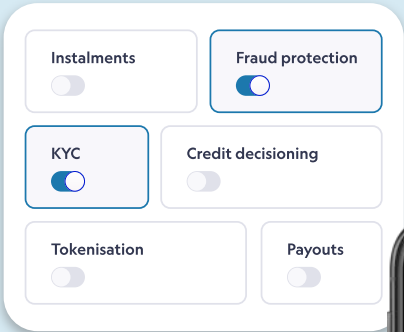 Instalments
Fraud protection
KYC
Credit decisioning
Tokenisation
Payouts